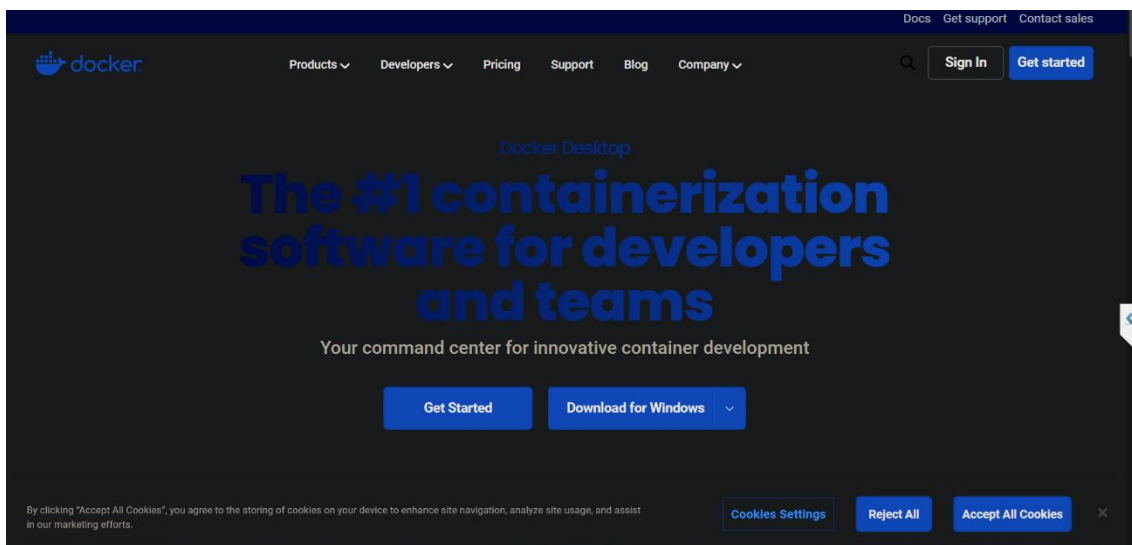 Docs Get support Contact sales
docker
Products Developers Pricing Support Blog Company Sign In Get started
Docker Desktop
The #1 containerization
software for developers
and teams
Your command center for innovative container development
Get Started Download for Windows
By clicking "Accept All Cookies", you agree to the storing of cookies on your device to enhance site navigation, analyze site usage, and assist
in our marketing efforts.
Cookies Settings Reject All Accept All Cookies